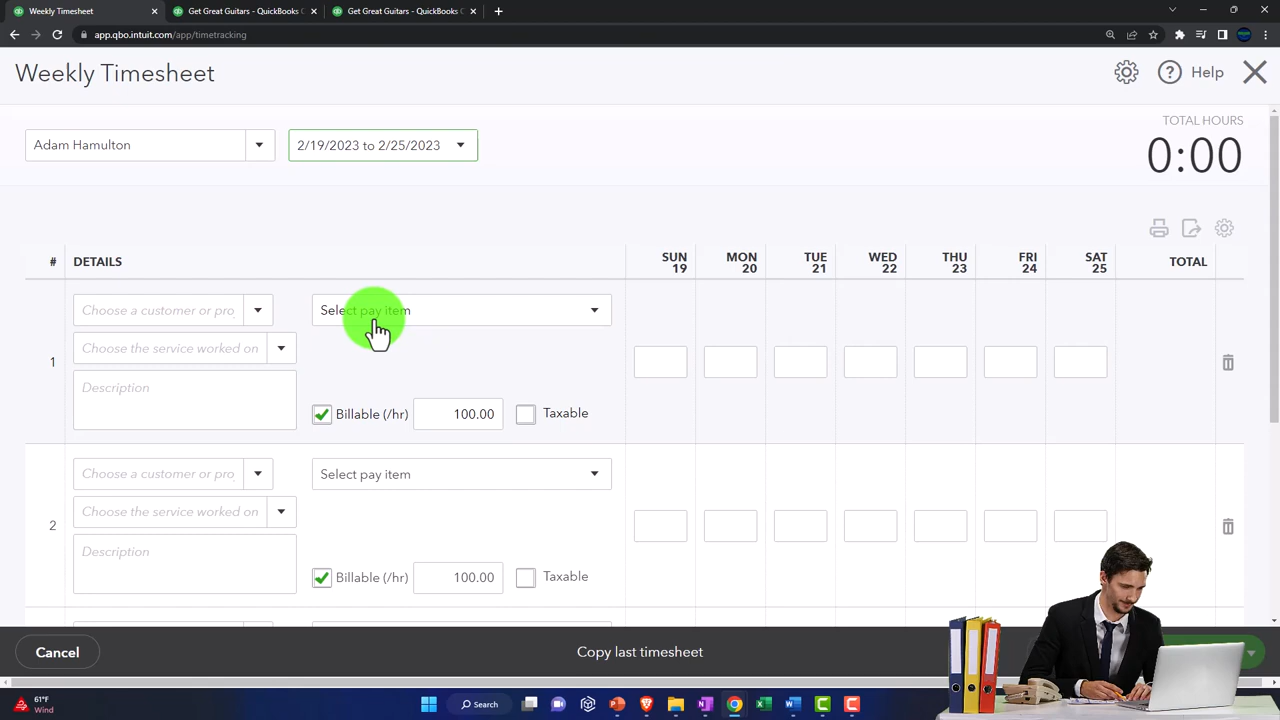 Weekly Timesheet
Get Great Guitars - QuickBooks C
Get Great Guitars - QuickBooks C
app.qbo.intuit.com/app/timetracking
Weekly Timesheet
Help
Adam Hamulton
2/19/2023 to 2/25/2023
TOTAL HOURS
0:00
# DETAILS SUN 19 MON 20 TUE 21 WED 22 THU 23 FRI 24 SAT 25 TOTAL
Choose a customer or pro
Select pay item
Choose the service worked on
1
Description
Billable (/hr) 100.00 Taxable
Choose a customer or pro
Select pay item
Choose the service worked on
2
Description
Billable (/hr) 100.00 Taxable
Cancel
Copy last timesheet
61°F
Wind
Search